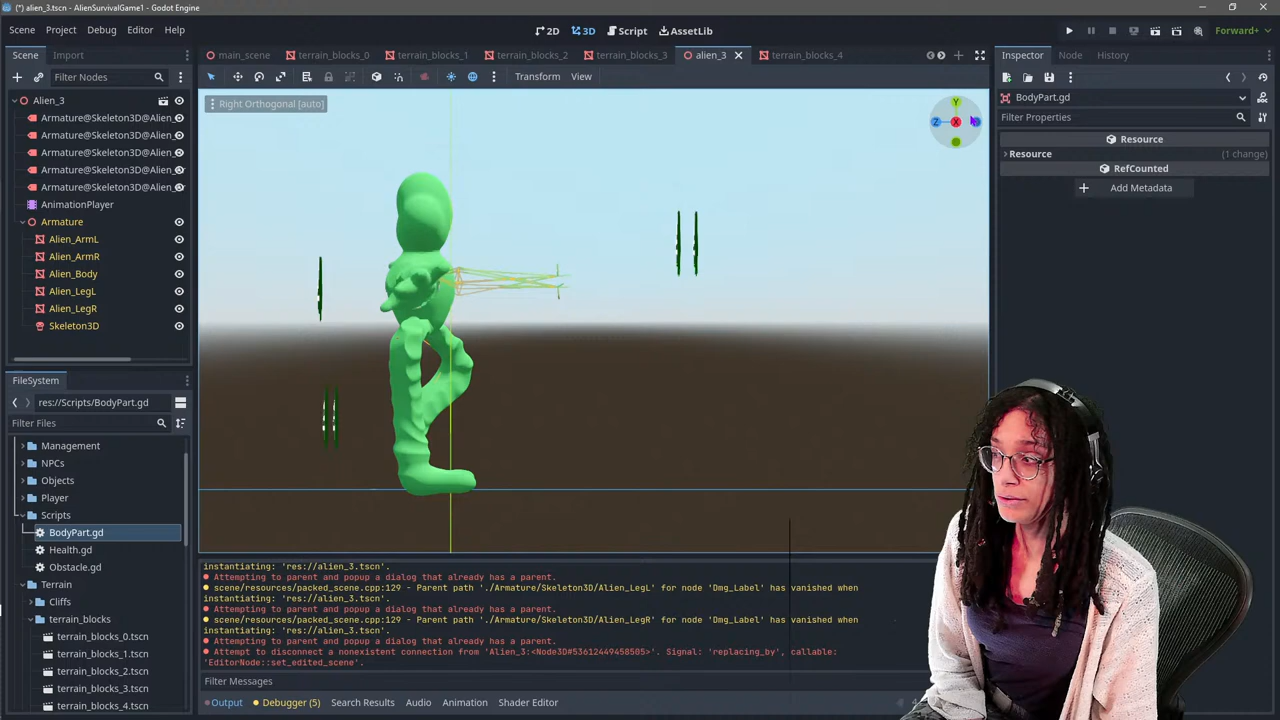 (*) alien_3.tscn - AlienSurvivalGame1 - Godot Engine
Scene Project Debug Editor Help
2D 3D Script AssetLib
Forward+
Scene Import
main_scene terrain_blocks_0 terrain_blocks_1 terrain_blocks_2 terrain_blocks_3 alien_3 terrain_blocks_4
Inspector Node History
Filter Nodes
Transform View
Alien_3
Armature@Skeleton3D@Alien_
Armature@Skeleton3D@Alien_
Armature@Skeleton3D@Alien_
Armature@Skeleton3D@Alien_
Armature@Skeleton3D@Alien_
AnimationPlayer
Armature
Alien_ArmL
Alien_ArmR
Alien_Body
Alien_LegL
Alien_LegR
Skeleton3D
Right Orthogonal [auto]
Y
Z X
BodyPart.gd
Filter Properties
Resource
Resource (1 change)
RefCounted
Add Metadata
FileSystem
res://Scripts/BodyPart.gd
Filter Files
Management
NPCs
Objects
Player
Scripts
BodyPart.gd
Health.gd
Obstacle.gd
Terrain
Cliffs
terrain_blocks
terrain_blocks_0.tscn
terrain_blocks_1.tscn
terrain_blocks_2.tscn
terrain_blocks_3.tscn
terrain_blocks_4.tscn
instantiating: 'res://alien_3.tscn'.
Attempting to parent and popup a dialog that already has a parent.
scene/resources/packed_scene.cpp:129 - Parent path './Armature/Skeleton3D/Alien_LegL' for node 'Dmg_Label' has vanished when
instantiating: 'res://alien_3.tscn'.
Attempting to parent and popup a dialog that already has a parent.
scene/resources/packed_scene.cpp:129 - Parent path './Armature/Skeleton3D/Alien_LegR' for node 'Dmg_Label' has vanished when
instantiating: 'res://alien_3.tscn'.
Attempting to parent and popup a dialog that already has a parent.
Attempt to disconnect a nonexistent connection from 'Alien_3:<Node3D#53612449458505>'. Signal: 'replacing_by', callable:
'EditorNode::set_edited_scene'.
Filter Messages
Output Debugger (5) Search Results Audio Animation Shader Editor